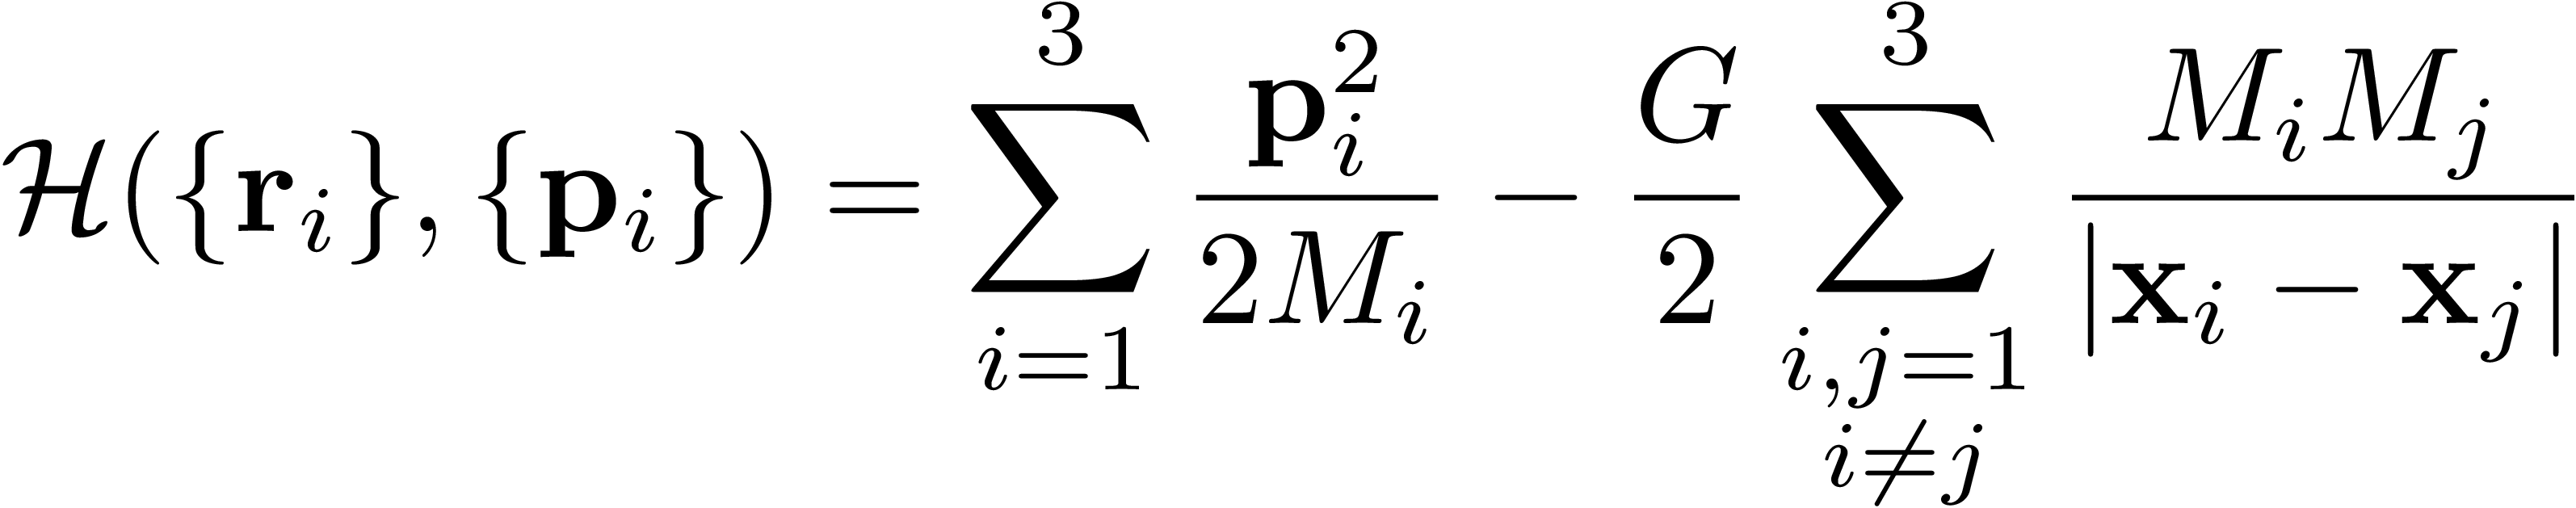 $\mathcal{H}(\{\mathbf{r}_i\}, \{\mathbf{p}_i\}) = \sum_{i=1}^{3} \frac{\mathbf{p}_i^2}{2M_i} - \frac{G}{2} \sum_{\substack{i,j=1 \\ i \neq j}}^{3} \frac{M_i M_j}{|\mathbf{x}_i - \mathbf{x}_j|}$